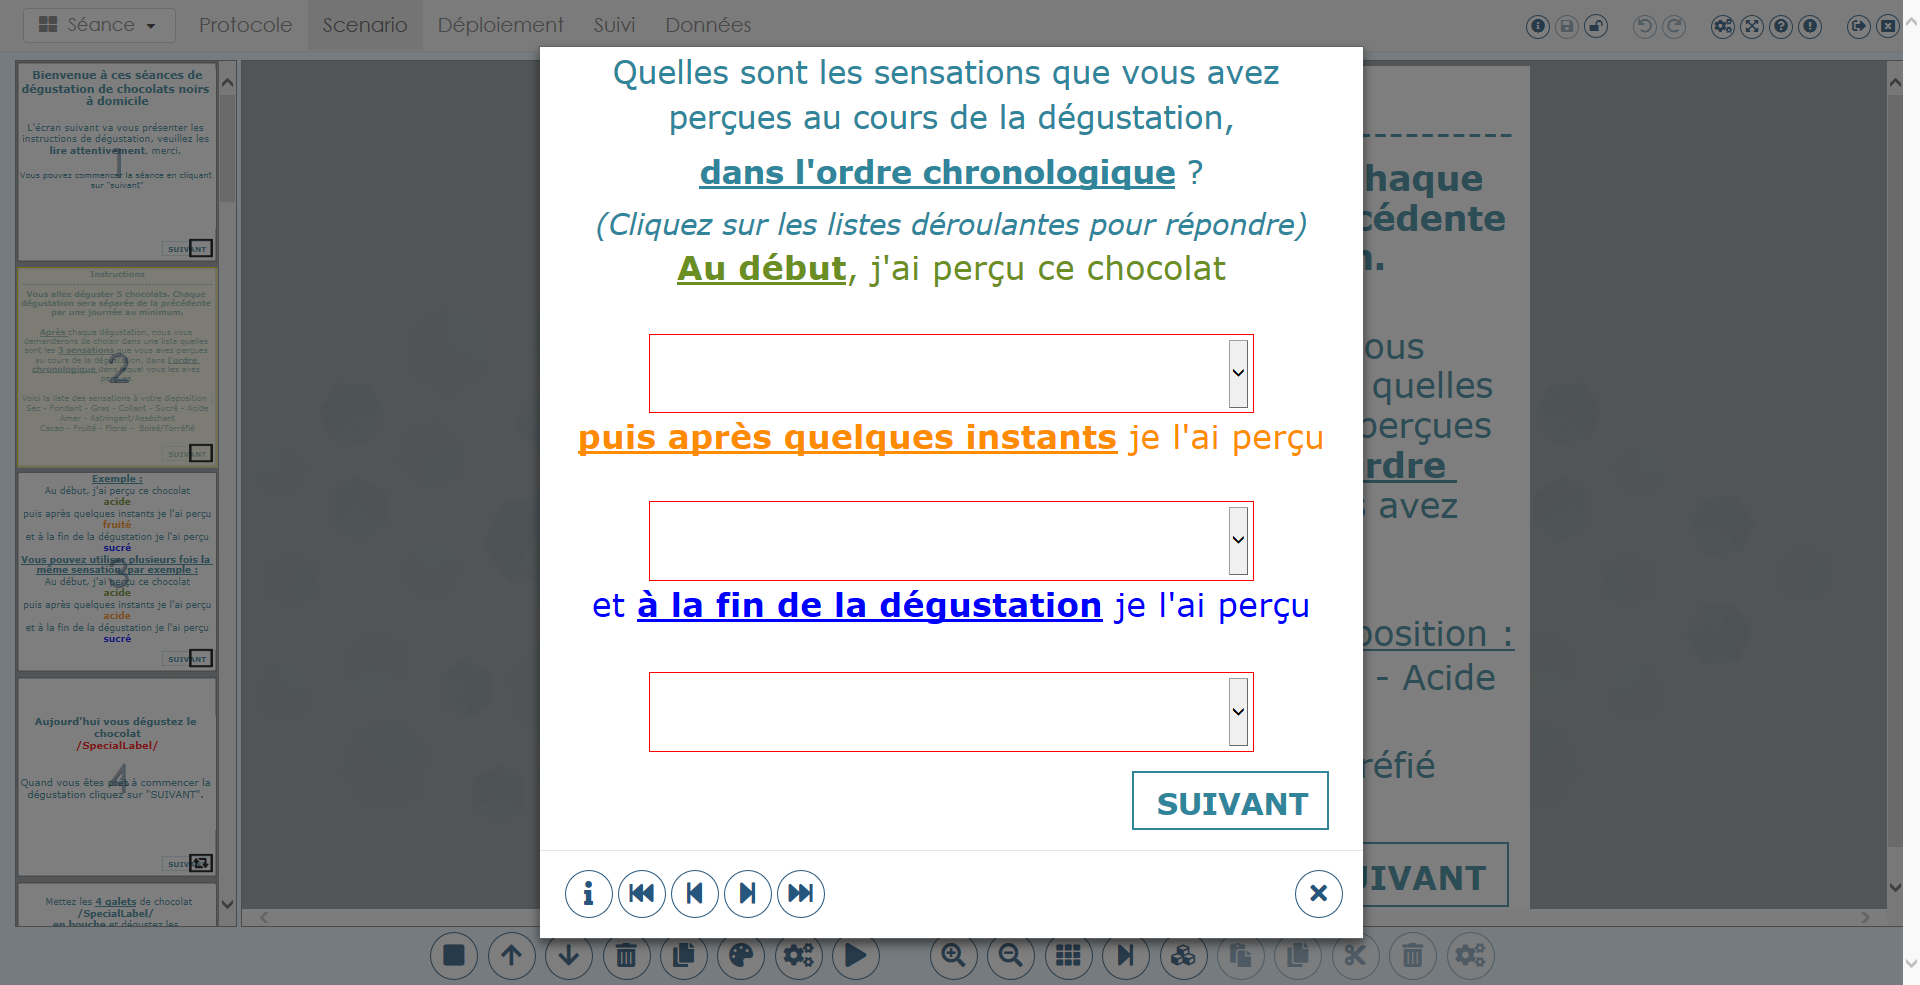 Séance
Protocole
Scenario
Déploiement
Suivi
Données
Bienvenue à ces séances de
dégustation de chocolats noirs
à domicile
L'écran suivant va vous présenter les
instructions de dégustation, veuillez les
lire attentivement, merci.
1
Vous pouvez commencer la séance en cliquant
sur "suivant"
SUIVANT
Instructions
Vous allez déguster 5 chocolats. Chaque
dégustation sera séparée de la précédente
par une journée au minimum.
Après chaque dégustation, nous vous
demanderons de choisir dans une liste quelles
sont les 3 sensations que vous avez perçues
au cours de la dégustation, dans l'ordre
chronologique dans lequel vous les avez
perçues.
2
Voici la liste des sensations à votre disposition :
Sec - Fondant - Gras - Collant - Sucré - Acide
Amer - Astringent/Asséchant
Cacao - Fruité - Floral - Boisé/Torréfié
SUIVANT
Exemple :
Au début, j'ai perçu ce chocolat
acide
puis après quelques instants je l'ai perçu
fruité
et à la fin de la dégustation je l'ai perçu
sucré
Vous pouvez utiliser plusieurs fois la
même sensation, par exemple :
3
Au début, j'ai perçu ce chocolat
acide
puis après quelques instants je l'ai perçu
acide
et à la fin de la dégustation je l'ai perçu
sucré
SUIVANT
Aujourd'hui vous dégustez le
chocolat
/SpecialLabel/
4
Quand vous êtes prêt à commencer la
dégustation cliquez sur "SUIVANT".
SUIVANT
Mettez les 4 galets de chocolat
/SpecialLabel/
en bouche et dégustez les
Quelles sont les sensations que vous avez
perçues au cours de la dégustation,
dans l'ordre chronologique ?
(Cliquez sur les listes déroulantes pour répondre)
Au début, j'ai perçu ce chocolat
puis après quelques instants je l'ai perçu
et à la fin de la dégustation je l'ai perçu
SUIVANT
haque
cédente
n.
ous
quelles
perçues
rdre
s avez
position :
- Acide
réfié
UIVANT